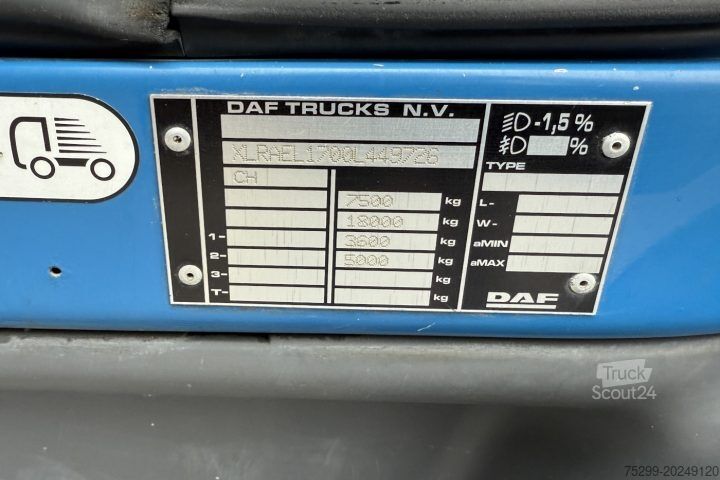 DAF TRUCKS N.V.
XLRAEL1700L449726
CH
7500 kg
18000 kg
1- 3600 kg
2- 5000 kg
3- kg
T- kg
-1,5 %
%
TYPE
L-
W-
aMIN
aMAX
DAF
Truck
Scout24
75299-20249120